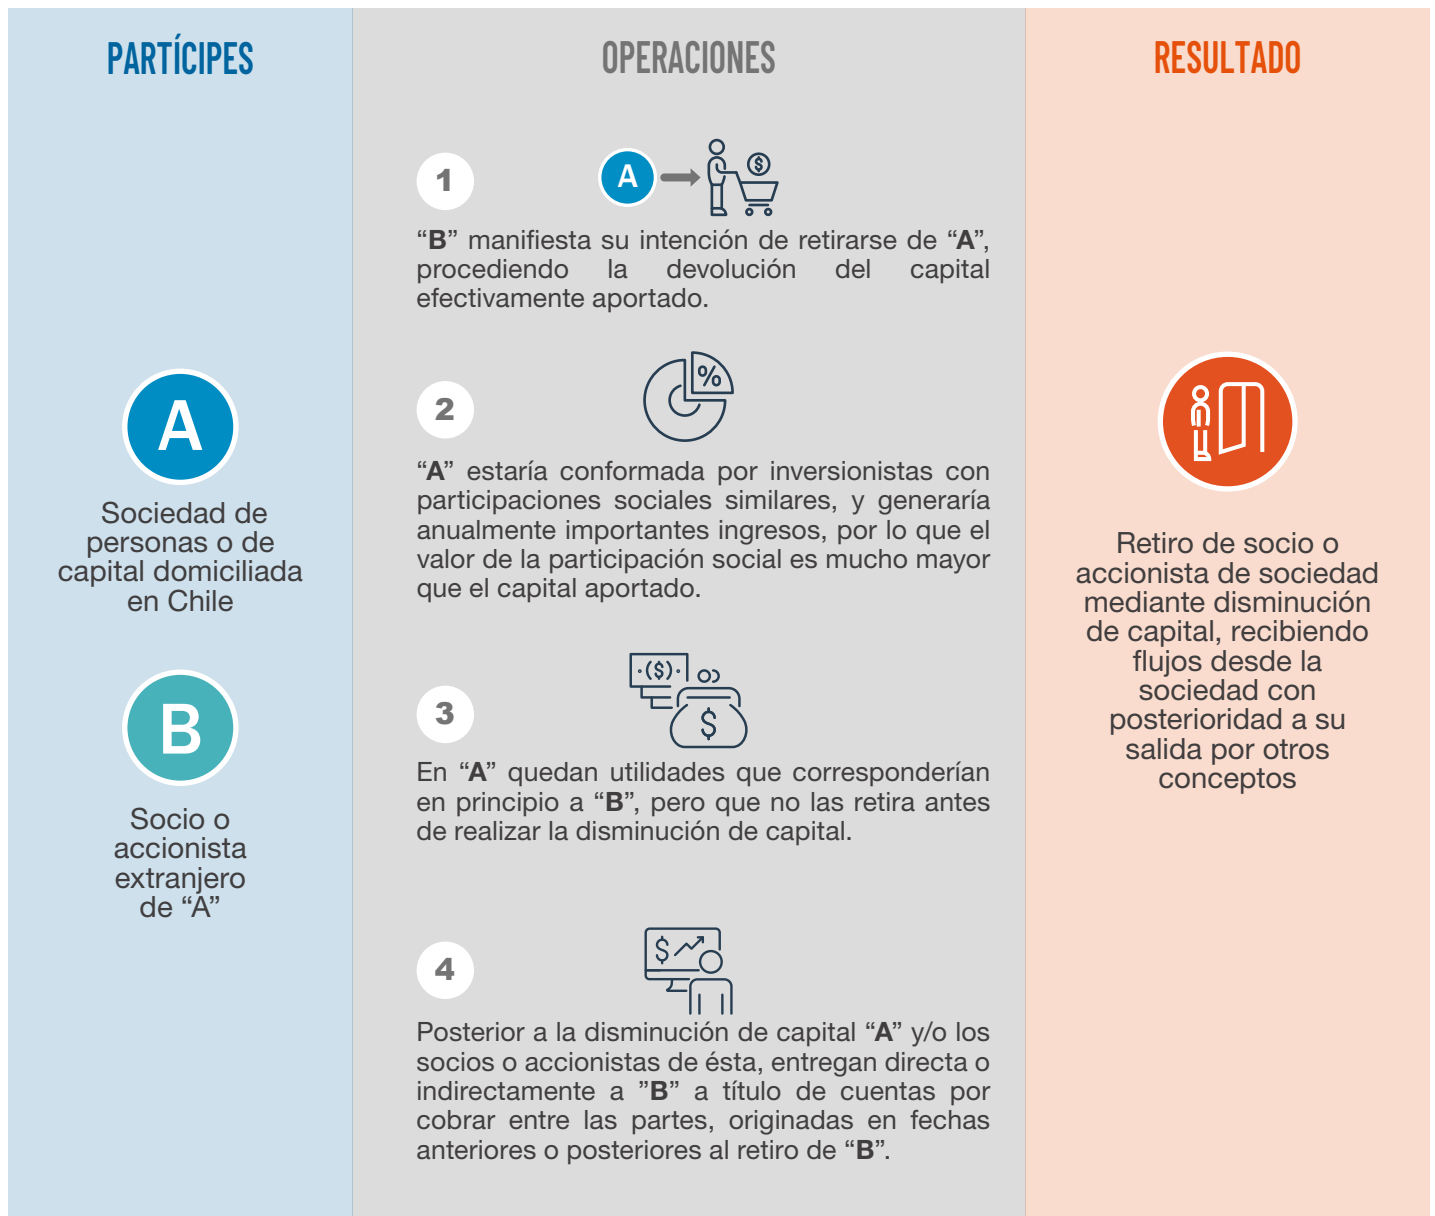 PARTÍCIPES
A
Sociedad de
personas o de
capital domiciliada
en Chile
B
Socio o
accionista
extranjero
de “A”
OPERACIONES
1
A
$
“B” manifiesta su intención de retirarse de “A”,
procediendo la devolución del capital
efectivamente aportado.
2
%
“A” estaría conformada por inversionistas con
participaciones sociales similares, y generaría
anualmente importantes ingresos, por lo que el
valor de la participación social es mucho mayor
que el capital aportado.
3
($)
$
En “A” quedan utilidades que corresponderían
en principio a “B”, pero que no las retira antes
de realizar la disminución de capital.
4
$
Posterior a la disminución de capital “A” y/o los
socios o accionistas de ésta, entregan directa o
indirectamente a ”B” a título de cuentas por
cobrar entre las partes, originadas en fechas
anteriores o posteriores al retiro de “B”.
RESULTADO
Retiro de socio o
accionista de sociedad
mediante disminución
de capital, recibiendo
flujos desde la
sociedad con
posterioridad a su
salida por otros
conceptos